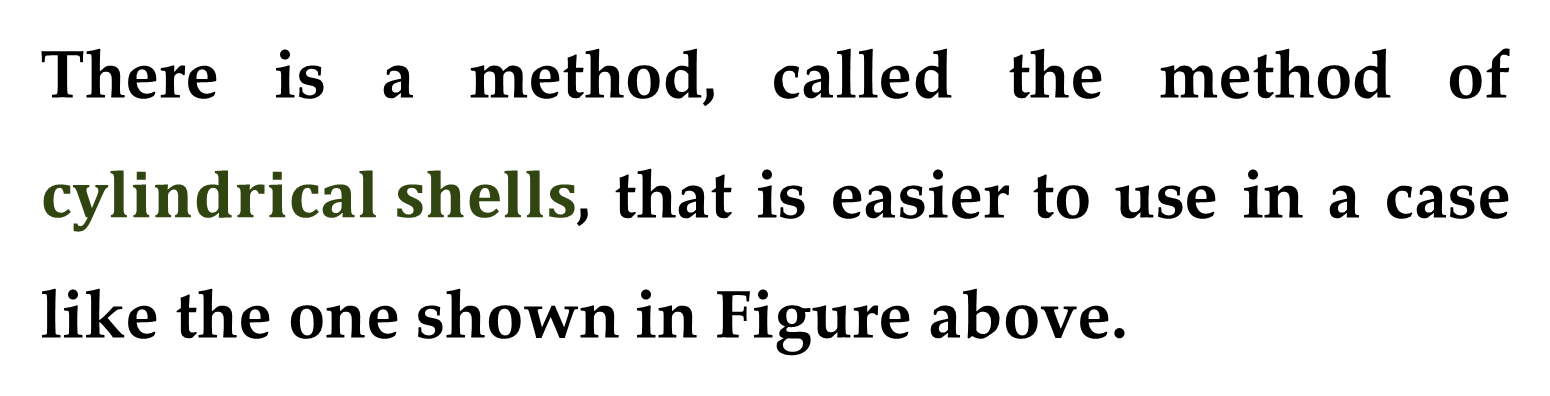 There is a method, called the method of
cylindrical shells, that is easier to use in a case
like the one shown in Figure above.